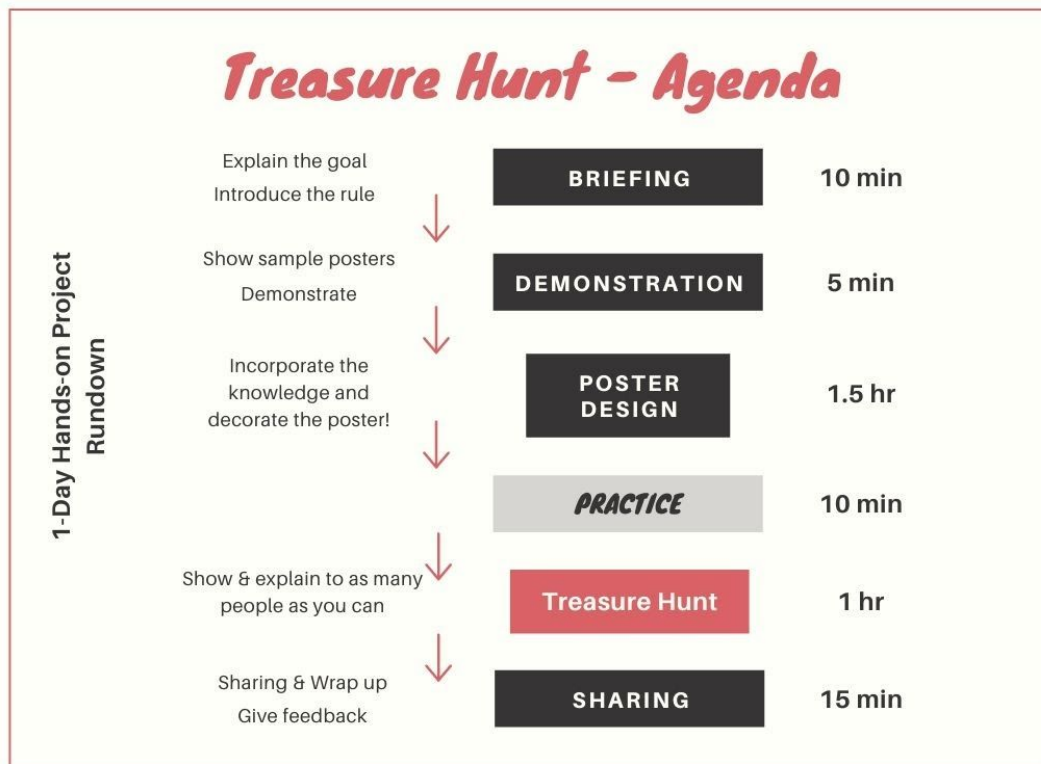 Treasure Hunt - Agenda
1-Day Hands-on Project
Rundown
Explain the goal
Introduce the rule
BRIEFING
10 min
Show sample posters
Demonstrate
DEMONSTRATION
5 min
Incorporate the
knowledge and
decorate the poster!
POSTER
DESIGN
1.5 hr
PRACTICE
10 min
Show & explain to as many
people as you can
Treasure Hunt
1 hr
Sharing & Wrap up
Give feedback
SHARING
15 min